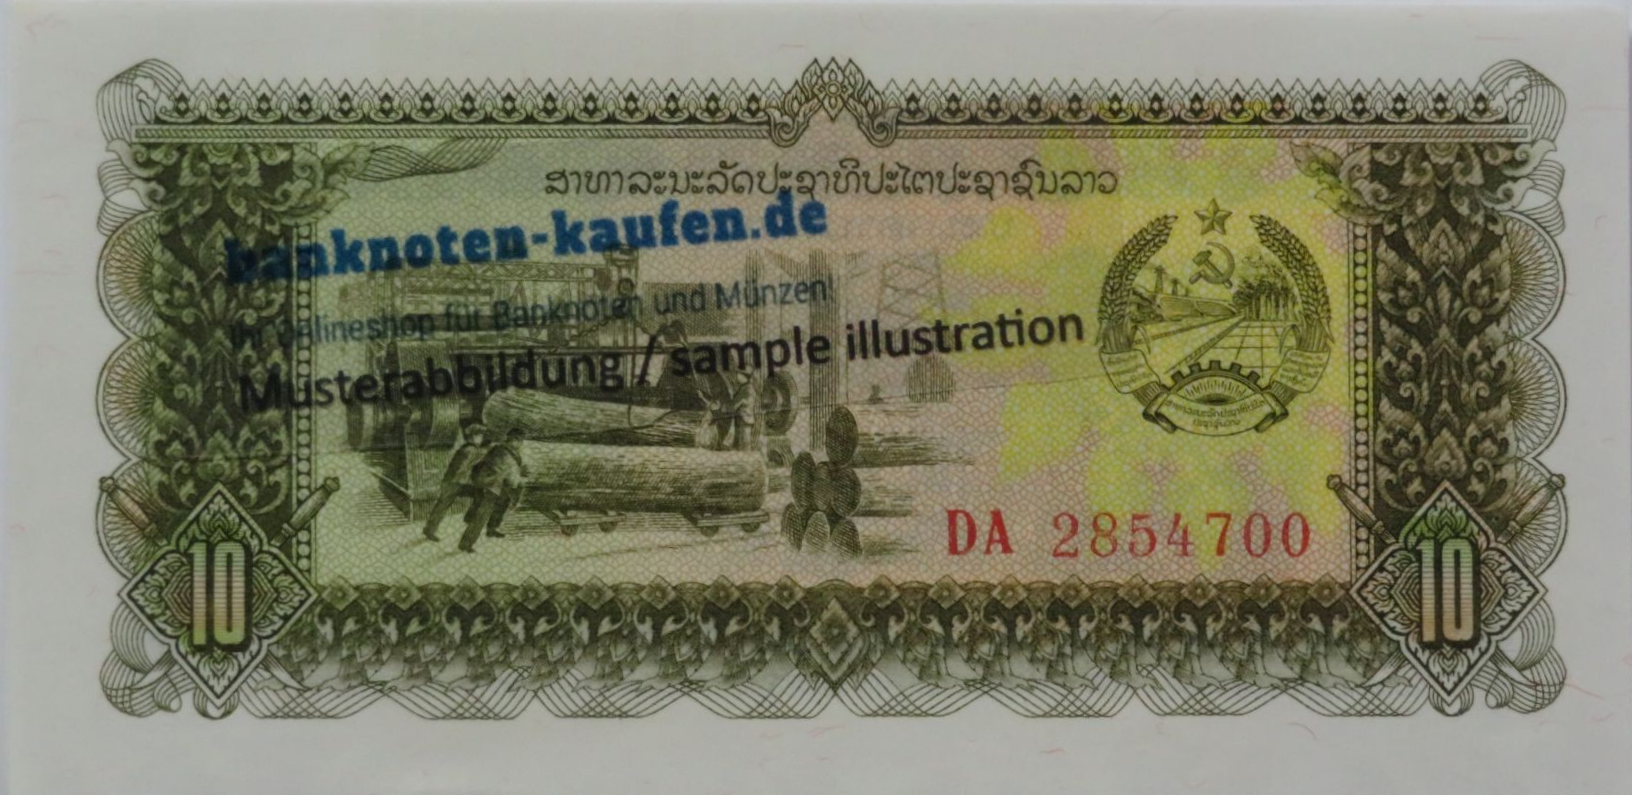 ສາທາລະນະລັດປະຊາທິປະໄຕປະຊາຊົນລາວ
banknoten-kaufen.de
Ihr Onlineshop für Banknoten und Münzen!
Musterabbildung / sample illustration
DA 2854700
10
10